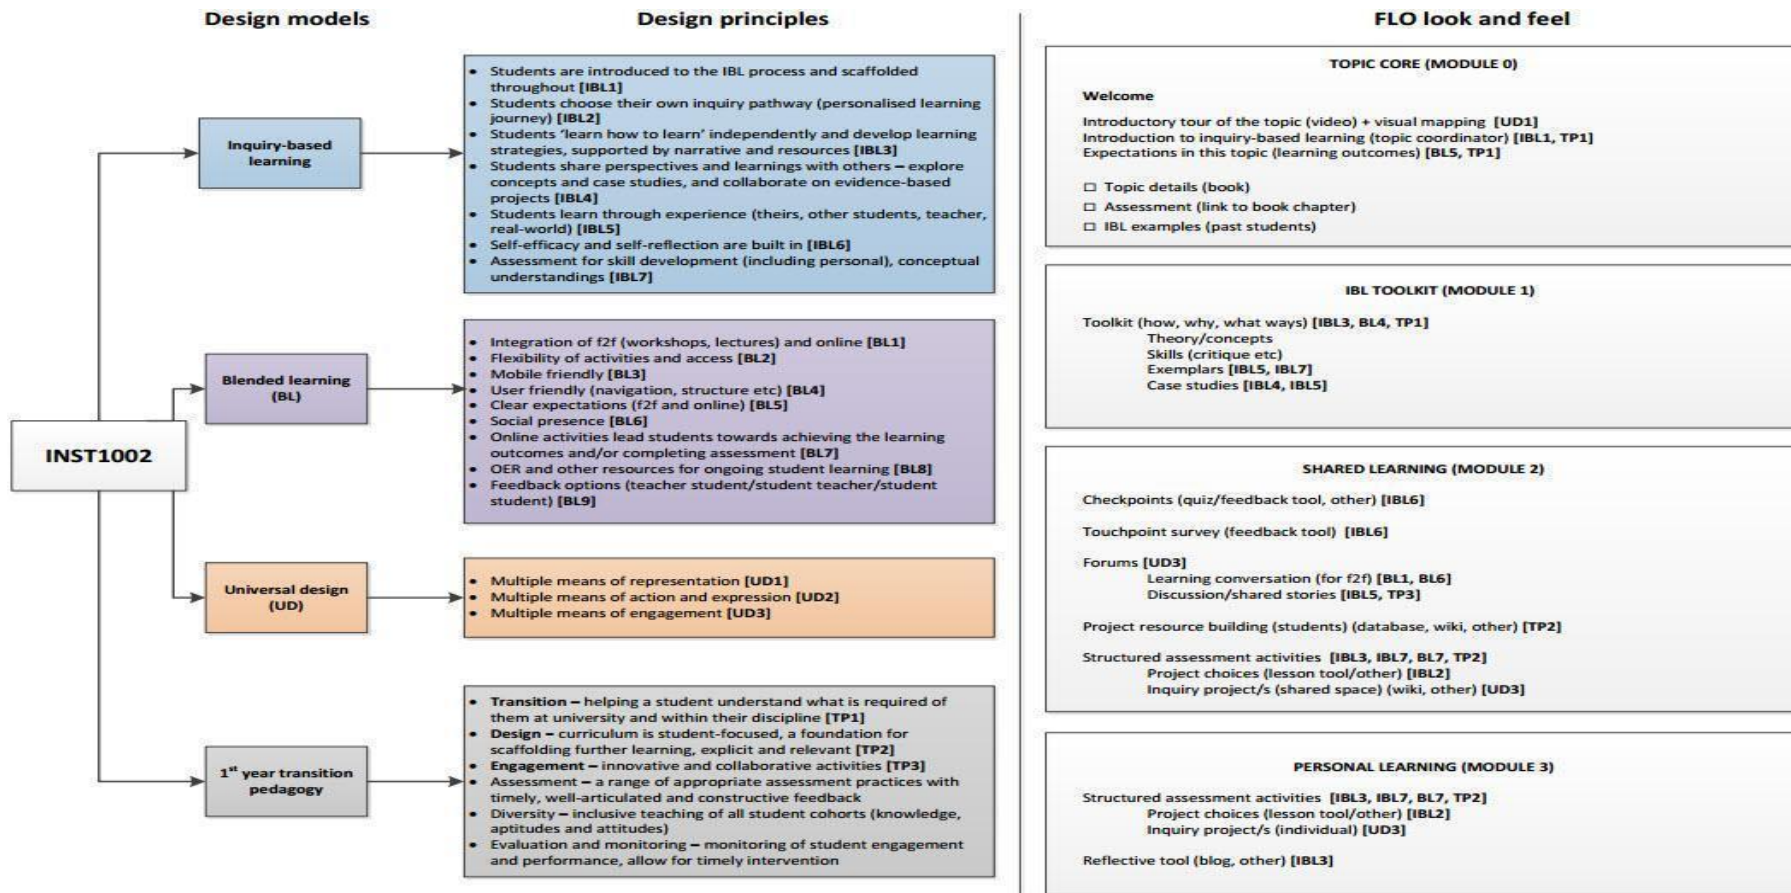 Design models
Design principles
FLO look and feel
INST1002
Inquiry-based
learning
• Students are introduced to the IBL process and scaffolded
throughout [IBL1]
• Students choose their own inquiry pathway (personalised learning
journey) [IBL2]
• Students ‘learn how to learn’ independently and develop learning
strategies, supported by narrative and resources [IBL3]
• Students share perspectives and learnings with others – explore
concepts and case studies, and collaborate on evidence-based
projects [IBL4]
• Students learn through experience (theirs, other students, teacher,
real-world) [IBL5]
• Self-efficacy and self-reflection are built in [IBL6]
• Assessment for skill development (including personal), conceptual
understandings [IBL7]
Blended learning
(BL)
• Integration of f2f (workshops, lectures) and online [BL1]
• Flexibility of activities and access [BL2]
• Mobile friendly [BL3]
• User friendly (navigation, structure etc) [BL4]
• Clear expectations (f2f and online) [BL5]
• Social presence [BL6]
• Online activities lead students towards achieving the learning
outcomes and/or completing assessment [BL7]
• OER and other resources for ongoing student learning [BL8]
• Feedback options (teacher student/student teacher/student
student) [BL9]
Universal design
(UD)
• Multiple means of representation [UD1]
• Multiple means of action and expression [UD2]
• Multiple means of engagement [UD3]
1st year transition
pedagogy
• Transition – helping a student understand what is required of
them at university and within their discipline [TP1]
• Design – curriculum is student-focused, a foundation for
scaffolding further learning, explicit and relevant [TP2]
• Engagement – innovative and collaborative activities [TP3]
• Assessment – a range of appropriate assessment practices with
timely, well-articulated and constructive feedback
• Diversity – inclusive teaching of all student cohorts (knowledge,
aptitudes and attitudes)
• Evaluation and monitoring – monitoring of student engagement
and performance, allow for timely intervention
TOPIC CORE (MODULE 0)
Welcome
Introductory tour of the topic (video) + visual mapping [UD1]
Introduction to inquiry-based learning (topic coordinator) [IBL1, TP1]
Expectations in this topic (learning outcomes) [BL5, TP1]
☐ Topic details (book)
☐ Assessment (link to book chapter)
☐ IBL examples (past students)
IBL TOOLKIT (MODULE 1)
Toolkit (how, why, what ways) [IBL3, BL4, TP1]
Theory/concepts
Skills (critique etc)
Exemplars [IBL5, IBL7]
Case studies [IBL4, IBL5]
SHARED LEARNING (MODULE 2)
Checkpoints (quiz/feedback tool, other) [IBL6]
Touchpoint survey (feedback tool) [IBL6]
Forums [UD3]
Learning conversation (for f2f) [BL1, BL6]
Discussion/shared stories [IBL5, TP3]
Project resource building (students) (database, wiki, other) [TP2]
Structured assessment activities [IBL3, IBL7, BL7, TP2]
Project choices (lesson tool/other) [IBL2]
Inquiry project/s (shared space) (wiki, other) [UD3]
PERSONAL LEARNING (MODULE 3)
Structured assessment activities [IBL3, IBL7, BL7, TP2]
Project choices (lesson tool/other) [IBL2]
Inquiry project/s (individual) [UD3]
Reflective tool (blog, other) [IBL3]